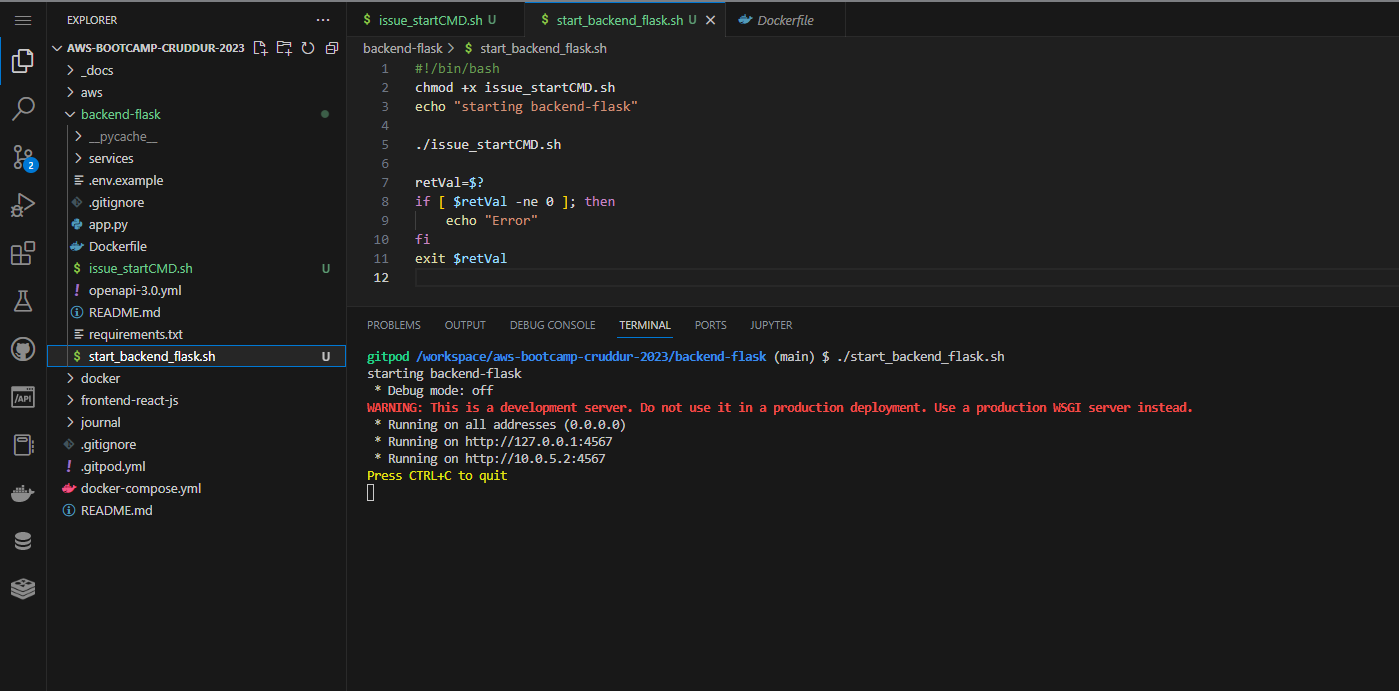 EXPLORER
AWS-BOOTCAMP-CRUDDUR-2023
_docs
aws
backend-flask
__pycache__
services
.env.example
.gitignore
app.py
Dockerfile
$ issue_startCMD.sh U
! openapi-3.0.yml
README.md
requirements.txt
$ start_backend_flask.sh U
docker
frontend-react-js
journal
.gitignore
! .gitpod.yml
docker-compose.yml
README.md
2
/API
$ issue_startCMD.sh U
$ start_backend_flask.sh U
Dockerfile
backend-flask > $ start_backend_flask.sh
1 #!/bin/bash
2 chmod +x issue_startCMD.sh
3 echo "starting backend-flask"
4
5 ./issue_startCMD.sh
6
7 retVal=$?
8 if [ $retVal -ne 0 ]; then
9 echo "Error"
10 fi
11 exit $retVal
12
PROBLEMS OUTPUT DEBUG CONSOLE TERMINAL PORTS JUPYTER
gitpod /workspace/aws-bootcamp-cruddur-2023/backend-flask (main) $ ./start_backend_flask.sh
starting backend-flask
* Debug mode: off
WARNING: This is a development server. Do not use it in a production deployment. Use a production WSGI server instead.
* Running on all addresses (0.0.0.0)
* Running on http://127.0.0.1:4567
* Running on http://10.0.5.2:4567
Press CTRL+C to quit